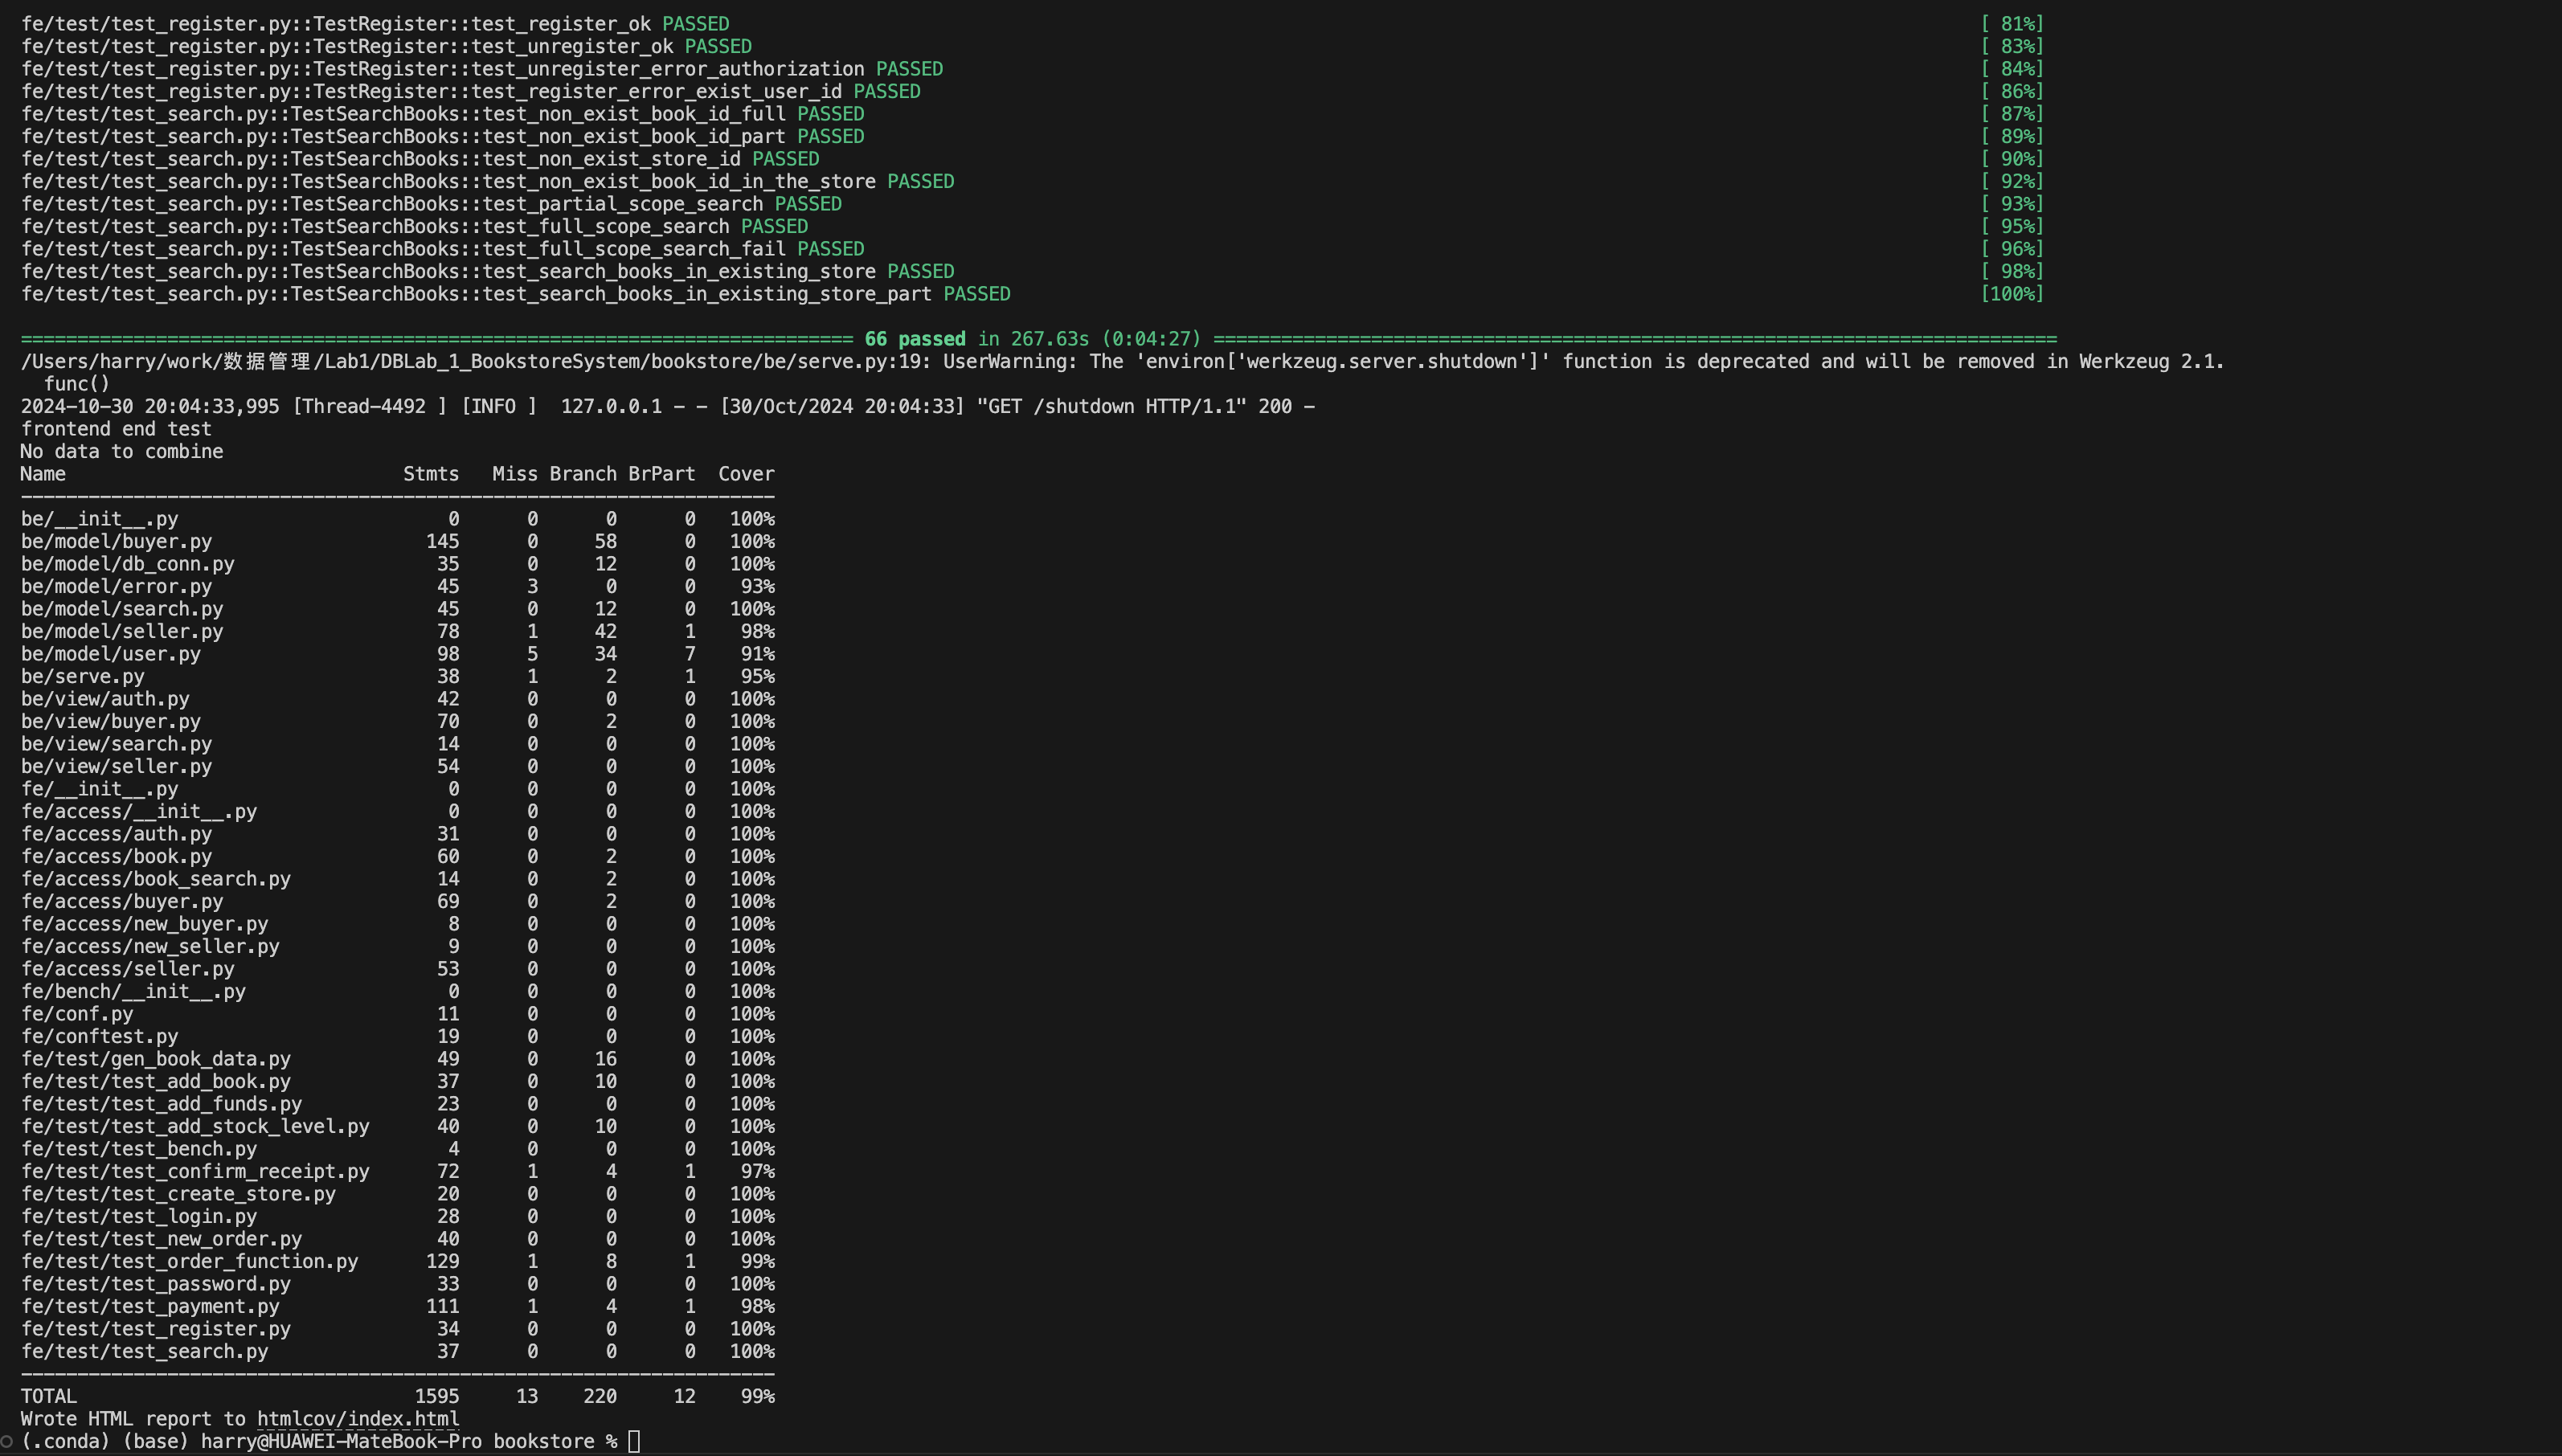 fe/test/test_register.py::TestRegister::test_register_ok PASSED [ 81%]
fe/test/test_register.py::TestRegister::test_unregister_ok PASSED [ 83%]
fe/test/test_register.py::TestRegister::test_unregister_error_authorization PASSED [ 84%]
fe/test/test_register.py::TestRegister::test_register_error_exist_user_id PASSED [ 86%]
fe/test/test_search.py::TestSearchBooks::test_non_exist_book_id_full PASSED [ 87%]
fe/test/test_search.py::TestSearchBooks::test_non_exist_book_id_part PASSED [ 89%]
fe/test/test_search.py::TestSearchBooks::test_non_exist_store_id PASSED [ 90%]
fe/test/test_search.py::TestSearchBooks::test_non_exist_book_id_in_the_store PASSED [ 92%]
fe/test/test_search.py::TestSearchBooks::test_partial_scope_search PASSED [ 93%]
fe/test/test_search.py::TestSearchBooks::test_full_scope_search PASSED [ 95%]
fe/test/test_search.py::TestSearchBooks::test_full_scope_search_fail PASSED [ 96%]
fe/test/test_search.py::TestSearchBooks::test_search_books_in_existing_store PASSED [ 98%]
fe/test/test_search.py::TestSearchBooks::test_search_books_in_existing_store_part PASSED [100%]
========================================================================== 66 passed in 267.63s (0:04:27) ===========================================================================
/Users/harry/work/数据管理/Lab1/DBLab_1_BookstoreSystem/bookstore/be/serve.py:19: UserWarning: The 'environ['werkzeug.server.shutdown']' function is deprecated and will be removed in Werkzeug 2.1.
  func()
2024-10-30 20:04:33,995 [Thread-4492 ] [INFO ]  127.0.0.1 - - [30/Oct/2024 20:04:33] "GET /shutdown HTTP/1.1" 200 -
frontend end test
No data to combine
Name Stmts Miss Branch BrPart Cover
-------------------------------------------------------------------
be/__init__.py 0 0 0 0 100%
be/model/buyer.py 145 0 58 0 100%
be/model/db_conn.py 35 0 12 0 100%
be/model/error.py 45 3 0 0 93%
be/model/search.py 45 0 12 0 100%
be/model/seller.py 78 1 42 1 98%
be/model/user.py 98 5 34 7 91%
be/serve.py 38 1 2 1 95%
be/view/auth.py 42 0 0 0 100%
be/view/buyer.py 70 0 2 0 100%
be/view/search.py 14 0 0 0 100%
be/view/seller.py 54 0 0 0 100%
fe/__init__.py 0 0 0 0 100%
fe/access/__init__.py 0 0 0 0 100%
fe/access/auth.py 31 0 0 0 100%
fe/access/book.py 60 0 2 0 100%
fe/access/book_search.py 14 0 2 0 100%
fe/access/buyer.py 69 0 2 0 100%
fe/access/new_buyer.py 8 0 0 0 100%
fe/access/new_seller.py 9 0 0 0 100%
fe/access/seller.py 53 0 0 0 100%
fe/bench/__init__.py 0 0 0 0 100%
fe/conf.py 11 0 0 0 100%
fe/conftest.py 19 0 0 0 100%
fe/test/gen_book_data.py 49 0 16 0 100%
fe/test/test_add_book.py 37 0 10 0 100%
fe/test/test_add_funds.py 23 0 0 0 100%
fe/test/test_add_stock_level.py 40 0 10 0 100%
fe/test/test_bench.py 4 0 0 0 100%
fe/test/test_confirm_receipt.py 72 1 4 1 97%
fe/test/test_create_store.py 20 0 0 0 100%
fe/test/test_login.py 28 0 0 0 100%
fe/test/test_new_order.py 40 0 0 0 100%
fe/test/test_order_function.py 129 1 8 1 99%
fe/test/test_password.py 33 0 0 0 100%
fe/test/test_payment.py 111 1 4 1 98%
fe/test/test_register.py 34 0 0 0 100%
fe/test/test_search.py 37 0 0 0 100%
-------------------------------------------------------------------
TOTAL 1595 13 220 12 99%
Wrote HTML report to htmlcov/index.html
(.conda) (base) harry@HUAWEI-MateBook-Pro bookstore %